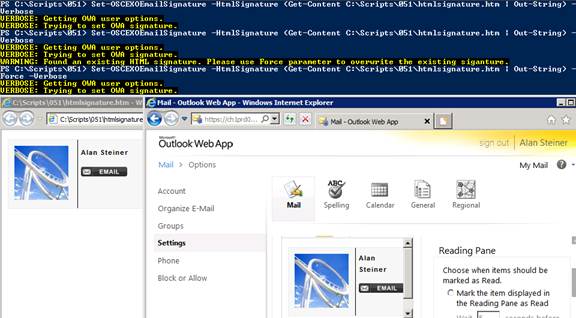 PS C:\Scripts\051> Set-OSCEXOEmailSignature -HtmlSignature (Get-Content C:\Scripts\051\htmlsignature.htm | Out-String) -
Verbose
VERBOSE: Getting OWA user options.
VERBOSE: Trying to set OWA signature.
PS C:\Scripts\051> Set-OSCEXOEmailSignature -HtmlSignature (Get-Content C:\Scripts\051\htmlsignature.htm | Out-String) -
Verbose
VERBOSE: Getting OWA user options.
VERBOSE: Trying to set OWA signature.
WARNING: Found an existing HTML signature. Please use Force parameter to overwrite the existing siganture.
PS C:\Scripts\051> Set-OSCEXOEmailSignature -HtmlSignature (Get-Content C:\Scripts\051\htmlsignature.htm | Out-String) -
Force -Verbose
VERBOSE: Getting OWA user options.
VERBOSE: Trying to set OWA signature.
C:\Scripts\051\htmlsignature.htm - W
C:\Scripts\051\htmlsignature
Alan Steiner
EMAIL
Mail - Outlook Web App - Windows Internet Explorer
https://ch1prd0
Mail - Outlook Web App
Microsoft
Outlook Web App
sign out
Alan Steiner
Mail > Options
My Mail
Account
Organize E-Mail
Groups
Settings
Phone
Block or Allow
Mail
ABC
Spelling
Calendar
General
Regional
Alan
Steiner
EMAIL
Reading Pane
Choose when items should be
marked as Read.
Mark the item displayed in
the Reading Pane as Read
Wait
seconds before